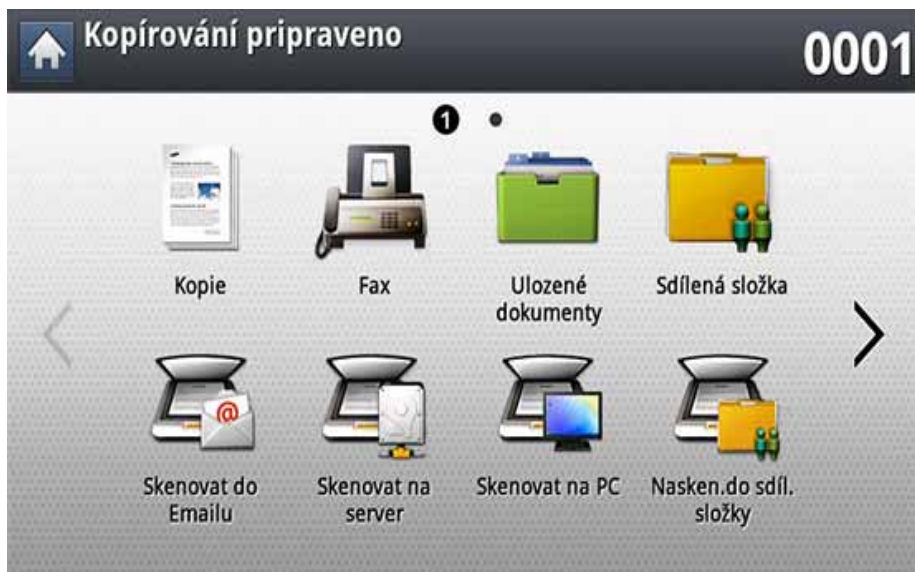 Kopírování pripraveno
0001
1
Kopie
Fax
Ulozené
dokumenty
Sdílená složka
@
Skenovat do
Emailu
Skenovat na
server
Skenovat na PC
Nasken.do sdíl.
složky